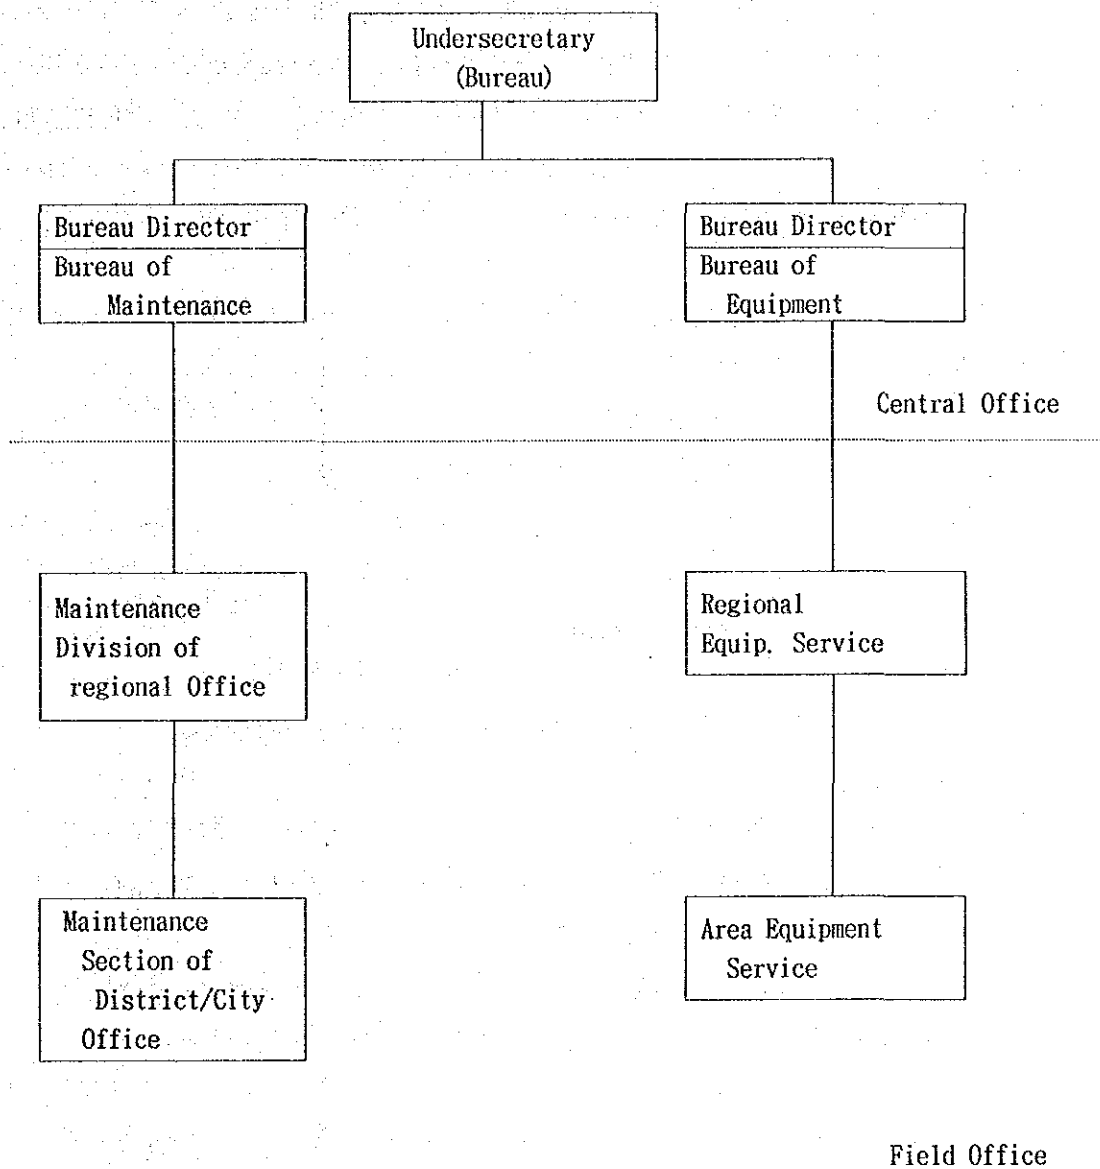 Undersecretary
(Bureau)
Bureau Director
Bureau of
Maintenance
Bureau Director
Bureau of
Equipment
Central Office
Maintenance
Division of
regional Office
Regional
Equip. Service
Maintenance
Section of
District/City
Office
Area Equipment
Service
Field Office